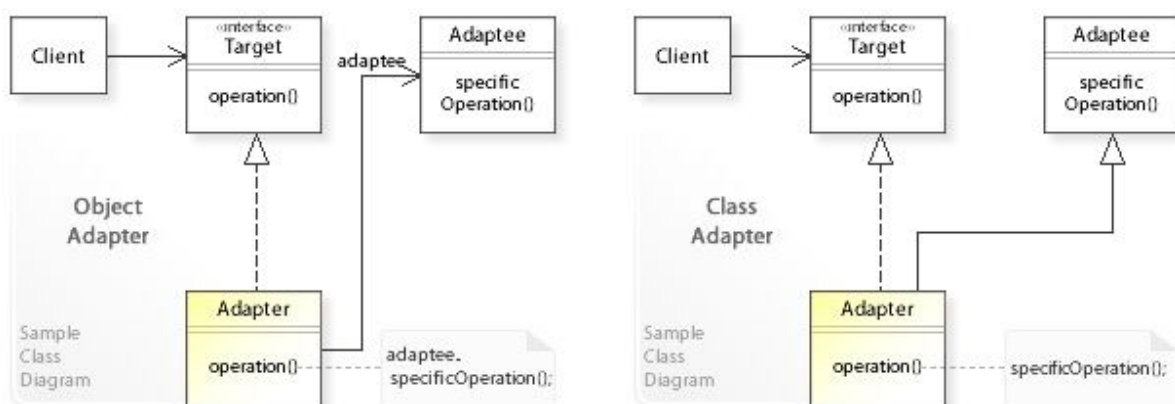 Client
«interface»
Target
operation()
adaptee
Adaptee
specific
Operation()
Object
Adapter
Adapter
operation()
adaptee.
specificOperation();
Sample
Class
Diagram
Client
«interface»
Target
operation()
Adaptee
specific
Operation()
Class
Adapter
Adapter
operation()
specificOperation();
Sample
Class
Diagram